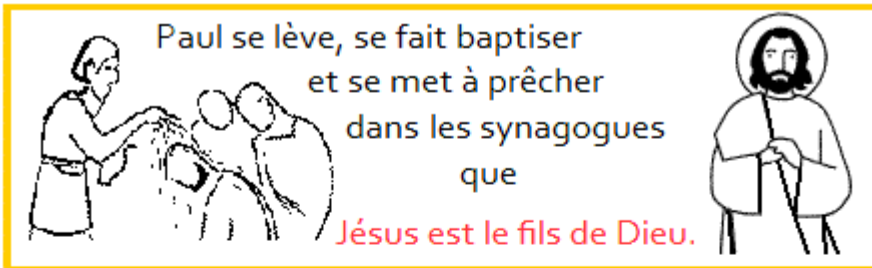 Paul se lève, se fait baptiser
et se met à prêcher
dans les synagogues
que
Jésus est le fils de Dieu.